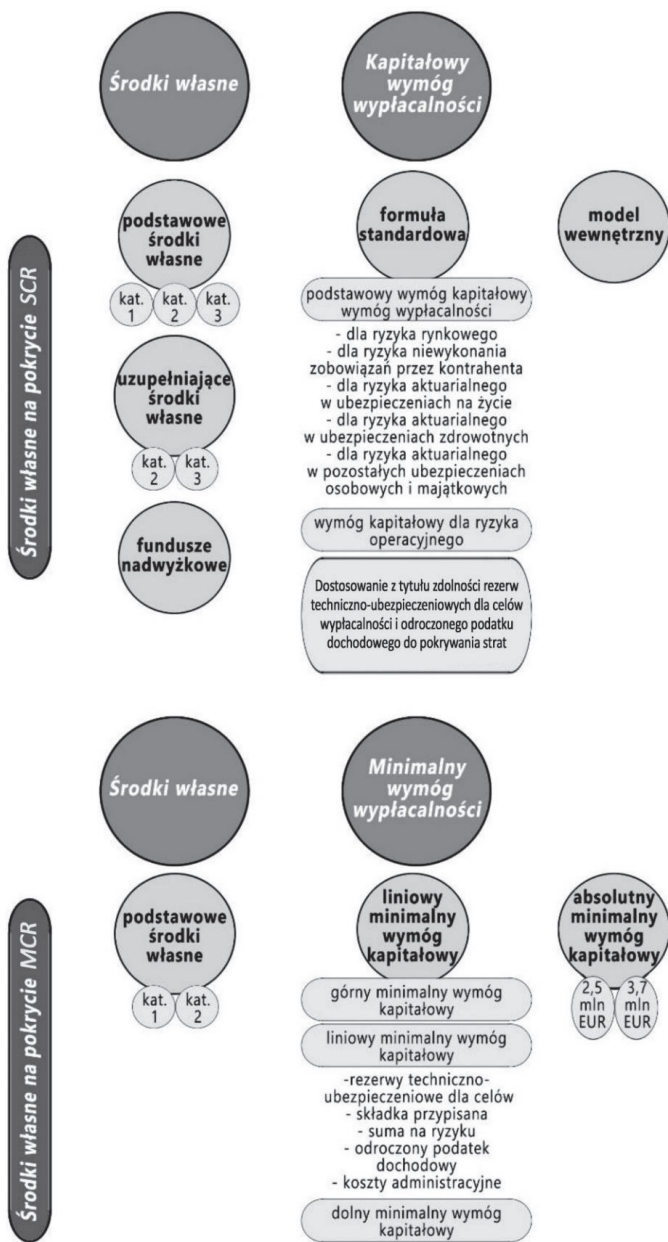 Środki własne
Kapitałowy
wymóg
wypłacalności
Środki własne na pokrycie SCR
podstawowe
środki
własne
kat.
1
kat.
2
kat.
3
uzupełniające
środki
własne
kat.
2
kat.
3
fundusze
nadwyżkowe
formuła
standardowa
podstawowy wymóg kapitałowy
wymóg wypłacalności
- dla ryzyka rynkowego
- dla ryzyka niewykonania
zobowiązań przez kontrahenta
- dla ryzyka aktuarialnego
w ubezpieczeniach na życie
- dla ryzyka aktuarialnego
w ubezpieczeniach zdrowotnych
- dla ryzyka aktuarialnego
w pozostałych ubezpieczeniach
osobowych i majątkowych
wymóg kapitałowy dla ryzyka
operacyjnego
Dostosowanie z tytułu zdolności rezerw
techniczno-ubezpieczeniowych dla celów
wypłacalności i odroczonego podatku
dochodowego do pokrywania strat
model
wewnętrzny
Środki własne
Minimalny
wymóg
wypłacalności
Środki własne na pokrycie MCR
podstawowe
środki
własne
kat.
1
kat.
2
liniowy
minimalny
wymóg
kapitałowy
górny minimalny wymóg
kapitałowy
liniowy minimalny wymóg
kapitałowy
-rezerwy techniczno-
ubezpieczeniowe dla celów
- składka przypisana
- suma na ryzyku
- odroczony podatek
dochodowy
- koszty administracyjne
dolny minimalny wymóg
kapitałowy
absolutny
minimalny
wymóg
kapitałowy
2,5
mln
EUR
3,7
mln
EUR